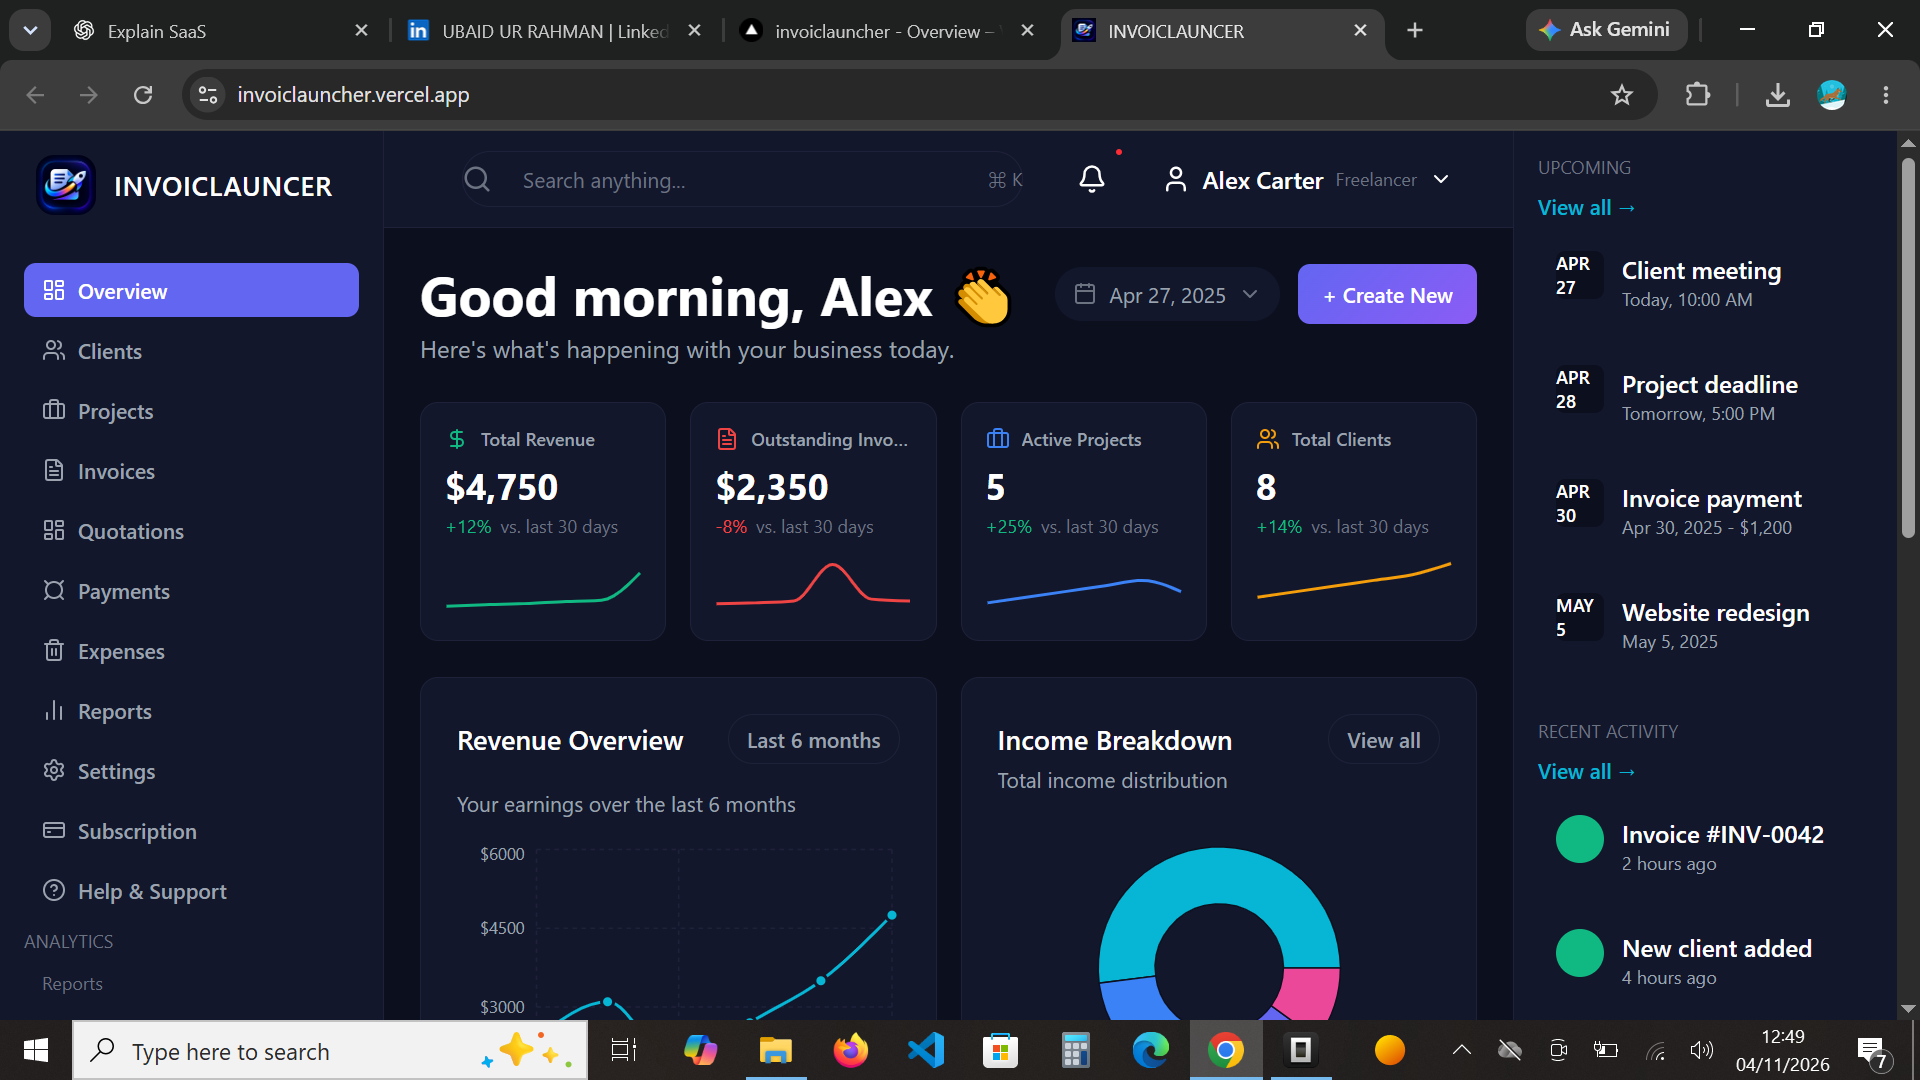 Explain SaaS
UBAID UR RAHMAN | Linked
invoiclauncher - Overview –
INVOICLAUNCER
Ask Gemini
invoiclauncher.vercel.app
INVOICLAUNCER
Search anything...
⌘ K
Alex Carter
Freelancer
Overview
Clients
Projects
Invoices
Quotations
Payments
Expenses
Reports
Settings
Subscription
Help & Support
ANALYTICS
Reports
Good morning, Alex 👏
Here's what's happening with your business today.
Apr 27, 2025
+ Create New
Total Revenue
$4,750
+12% vs. last 30 days
Outstanding Invo...
$2,350
-8% vs. last 30 days
Active Projects
5
+25% vs. last 30 days
Total Clients
8
+14% vs. last 30 days
Revenue Overview
Last 6 months
Your earnings over the last 6 months
$6000
$4500
$3000
Income Breakdown
View all
Total income distribution
UPCOMING
View all →
APR
27
Client meeting
Today, 10:00 AM
APR
28
Project deadline
Tomorrow, 5:00 PM
APR
30
Invoice payment
Apr 30, 2025 - $1,200
MAY
5
Website redesign
May 5, 2025
RECENT ACTIVITY
View all →
Invoice #INV-0042
2 hours ago
New client added
4 hours ago
Type here to search
12:49
04/11/2026
7